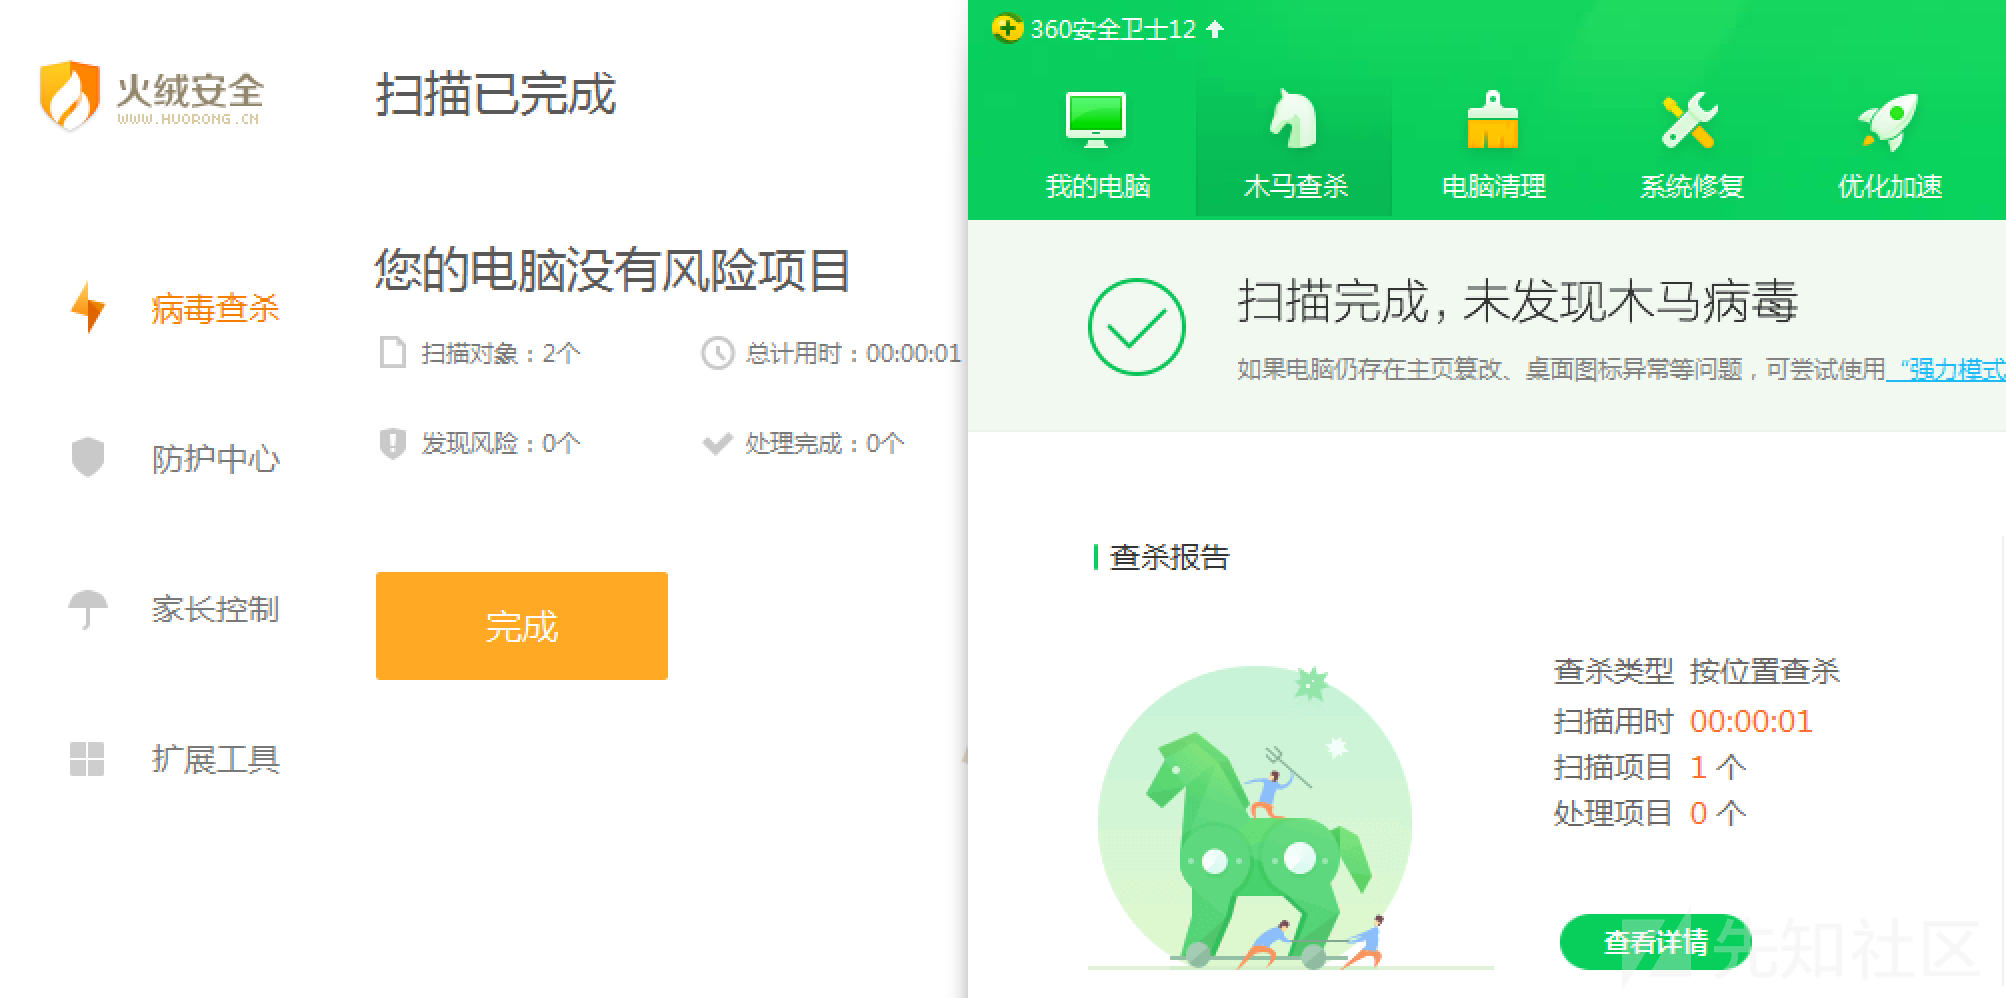 火绒安全
WWW.HUORONG.CN
扫描已完成
您的电脑没有风险项目
扫描对象：2个
总计用时：00:00:01
发现风险：0个
处理完成：0个
完成
病毒查杀
防护中心
家长控制
扩展工具
360安全卫士12
我的电脑
木马查杀
电脑清理
系统修复
优化加速
扫描完成，未发现木马病毒
如果电脑仍存在主页篡改、桌面图标异常等问题，可尝试使用 “强力模式
查杀报告
查杀类型 按位置查杀
扫描用时 00:00:01
扫描项目 1 个
处理项目 0 个
查看详情
先知社区